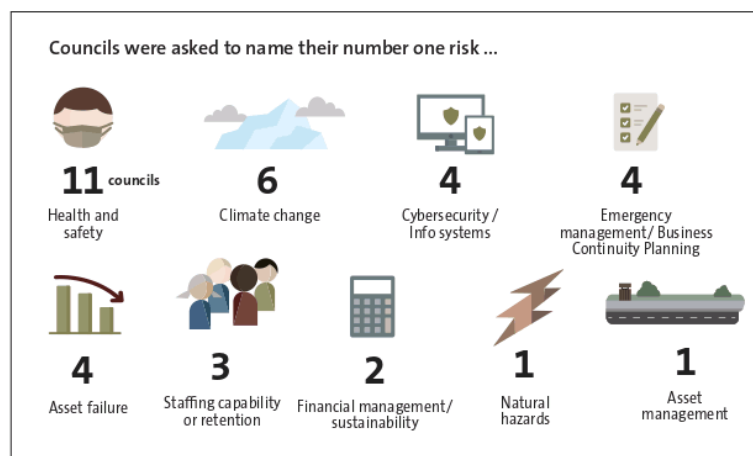 Councils were asked to name their number one risk ...
11 councils
Health and
safety
6
Climate change
4
Cybersecurity /
Info systems
4
Emergency
management/ Business
Continuity Planning
4
Asset failure
3
Staffing capability
or retention
2
Financial management/
sustainability
1
Natural
hazards
1
Asset
management